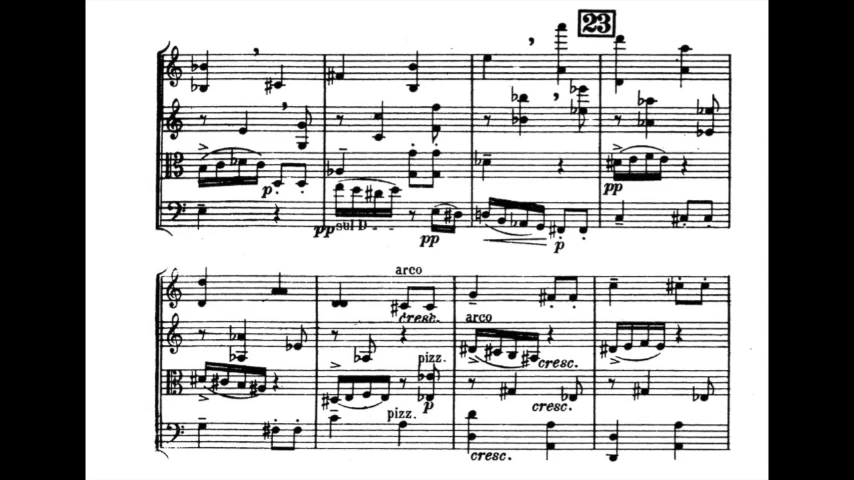 23
p
pp sul D
pp
p
pp
arco
cresc.
arco
pizz.
cresc.
p
cresc.
pizz.
cresc.